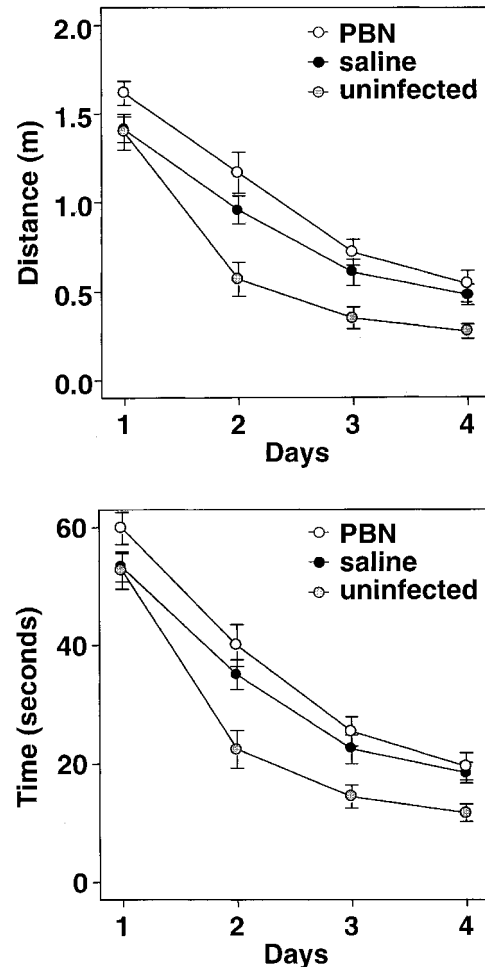 2.0
PBN
saline
uninfected
1.5
1.0
0.5
0.0
Distance (m)
1 2 3 4
Days
60
PBN
saline
uninfected
40
20
0
Time (seconds)
1 2 3 4
Days